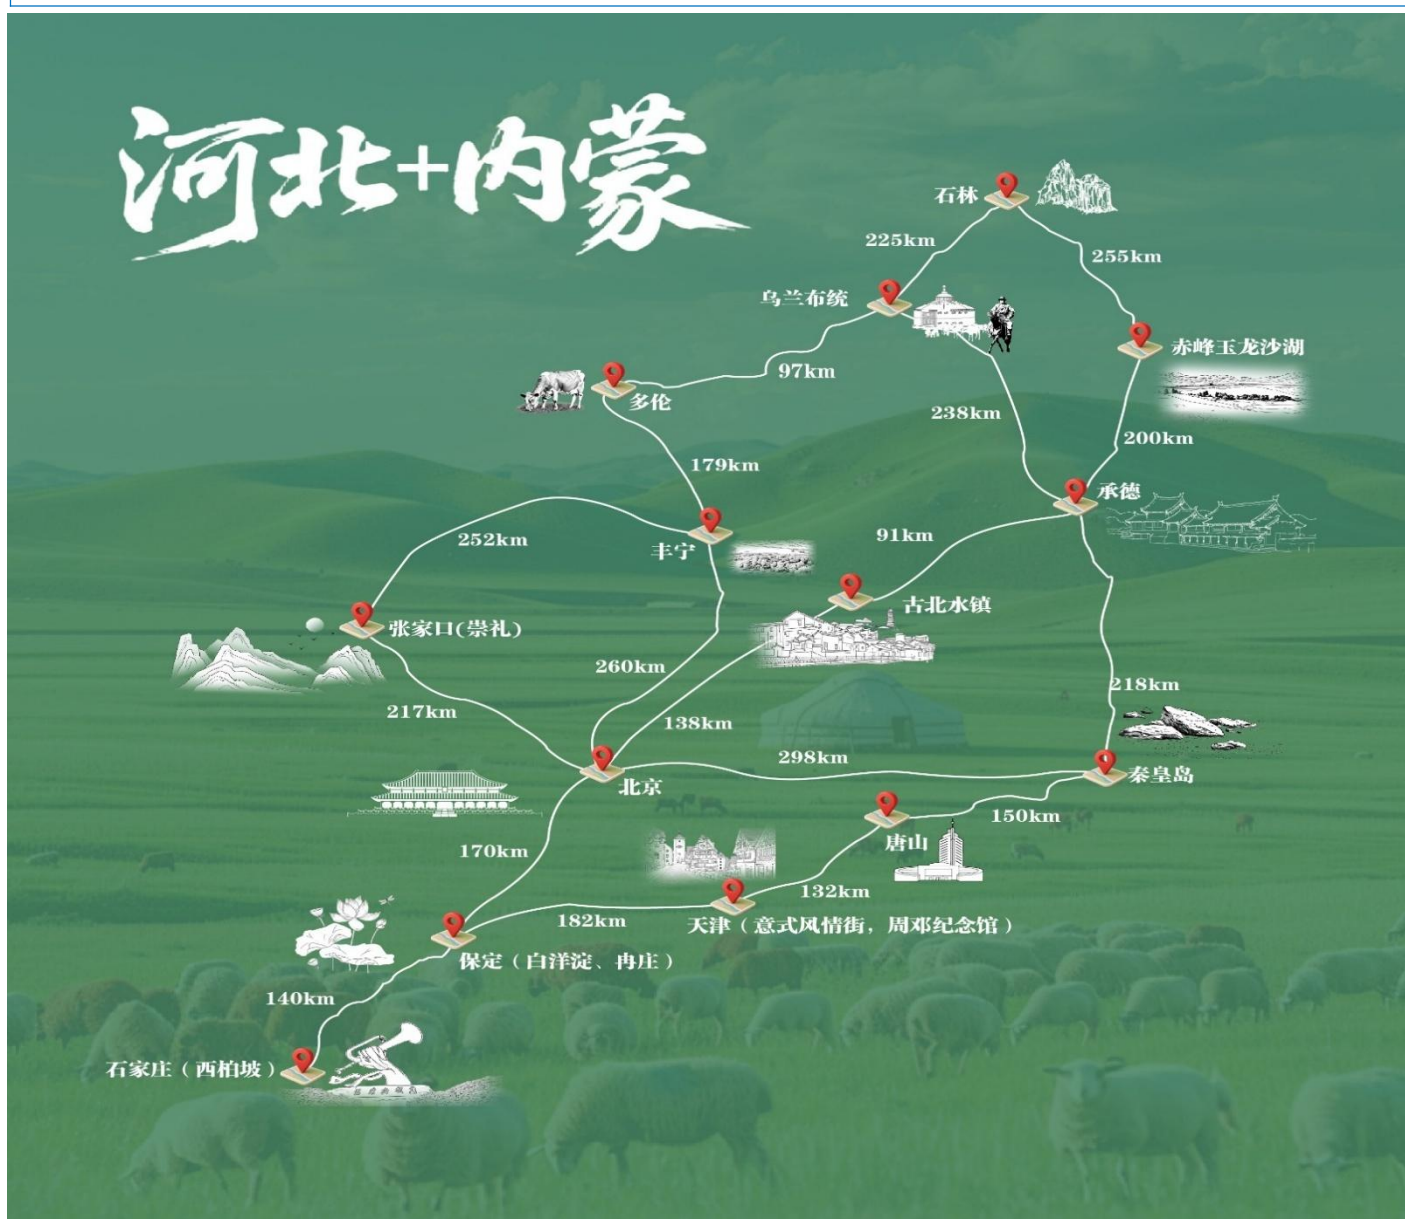 河北+内蒙
石林
225km
255km
乌兰布统
赤峰玉龙沙湖
97km
多伦
238km
200km
179km
承德
252km
91km
丰宁
古北水镇
张家口(崇礼)
260km
218km
217km
138km
298km
秦皇岛
北京
150km
唐山
170km
132km
182km
天津（意式风情街，周邓纪念馆）
保定（白洋淀、冉庄）
140km
石家庄（西柏坡）